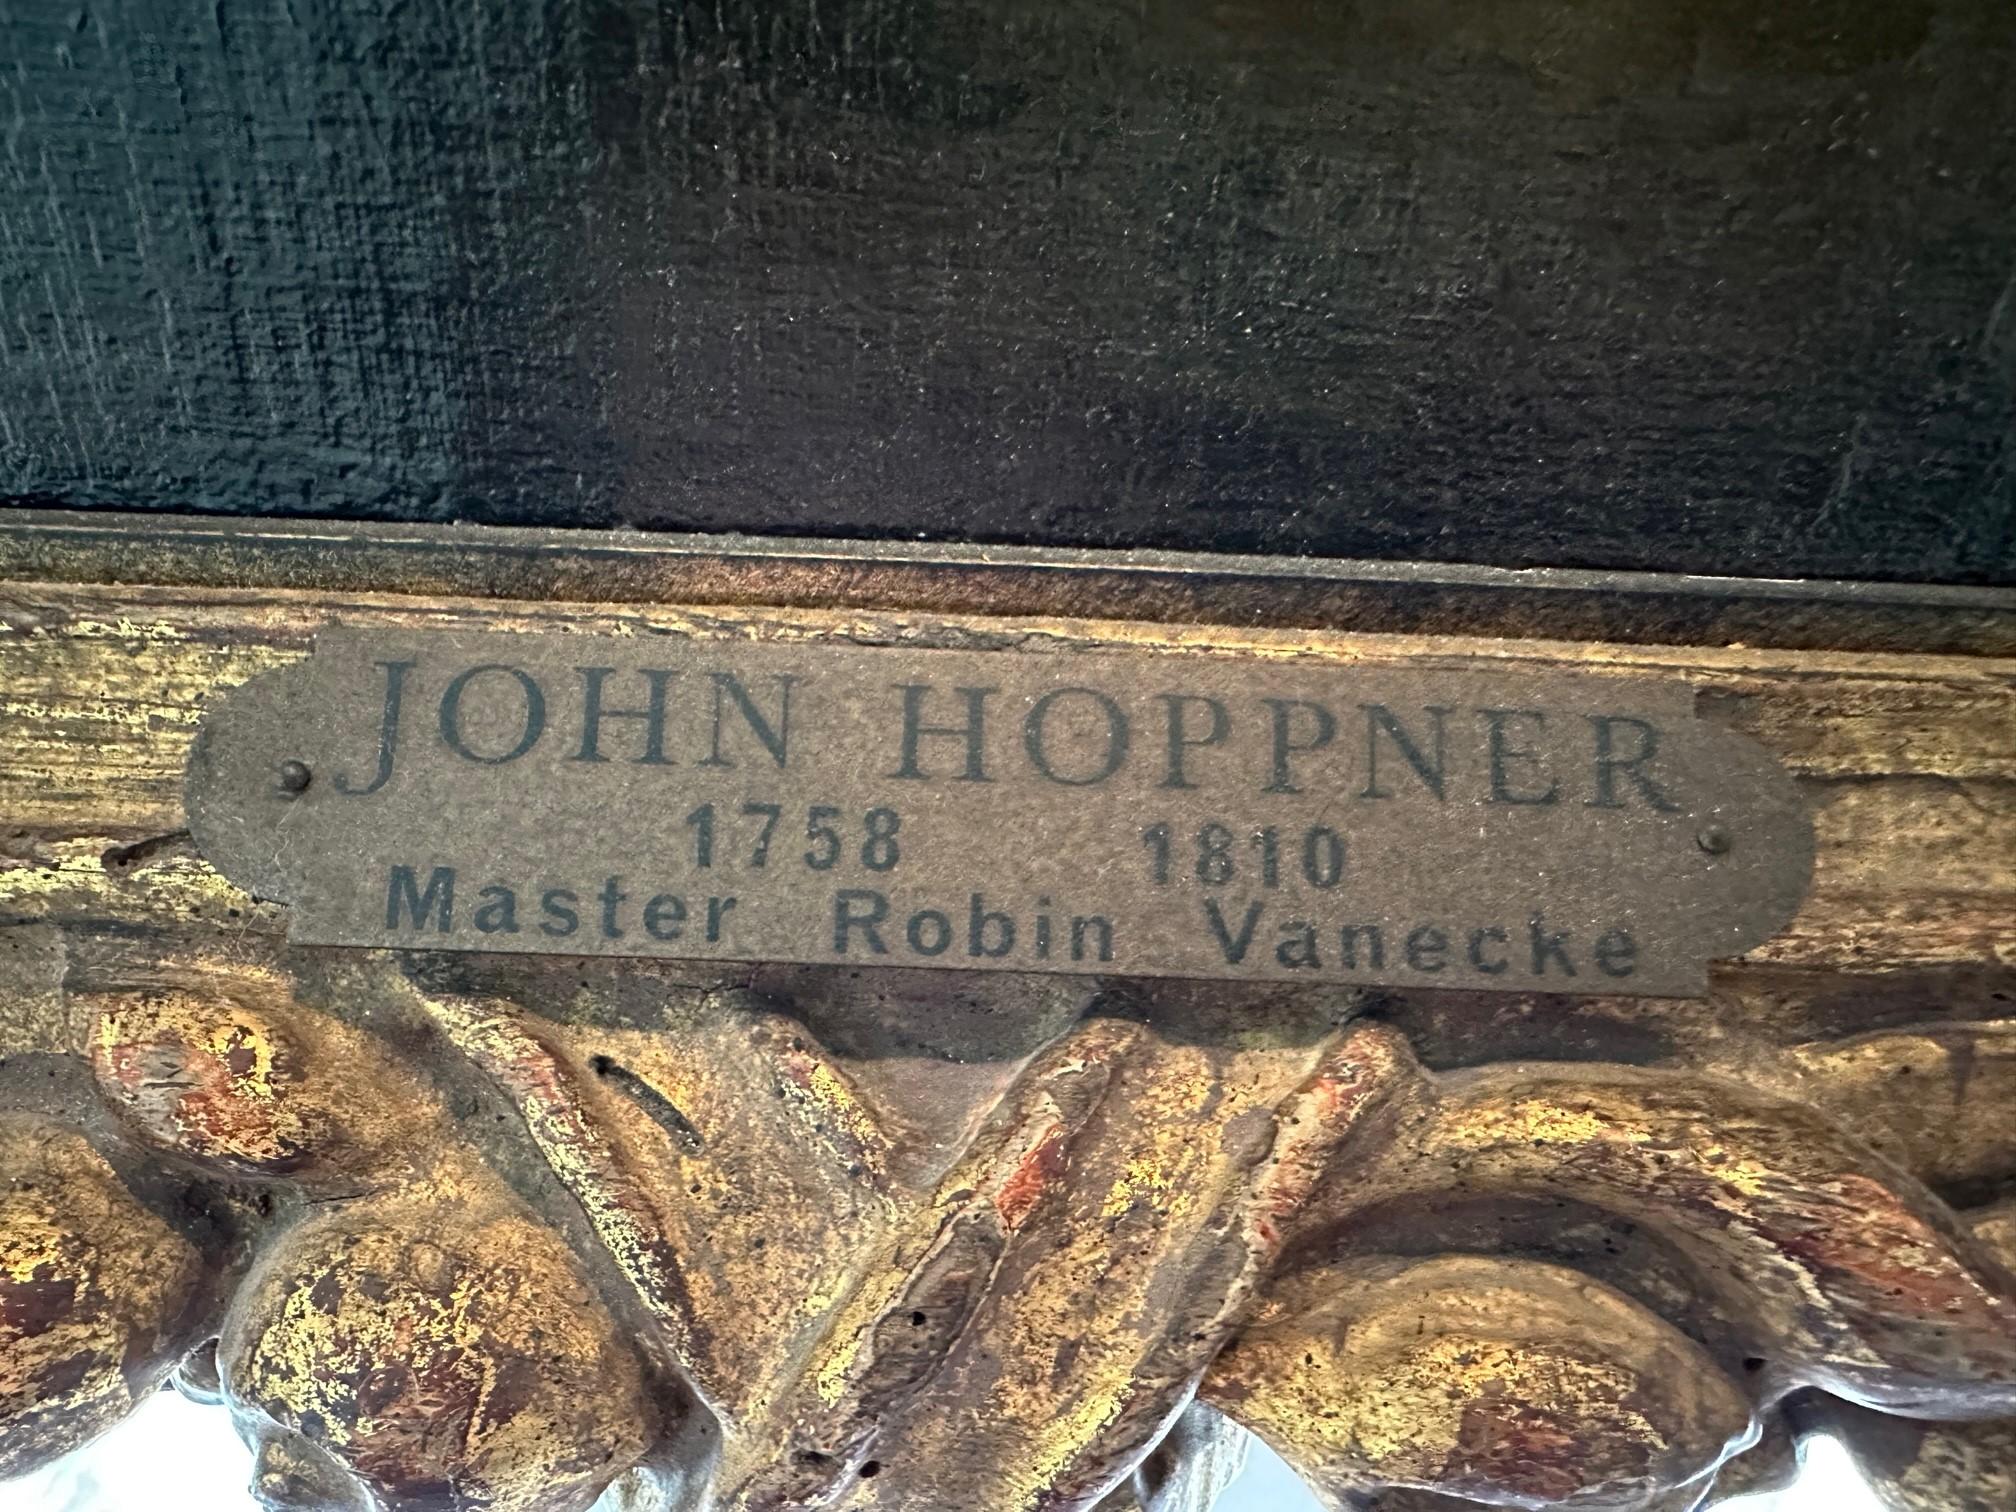 JOHN HOPPNER
1758 1810
Master Robin Vanecke